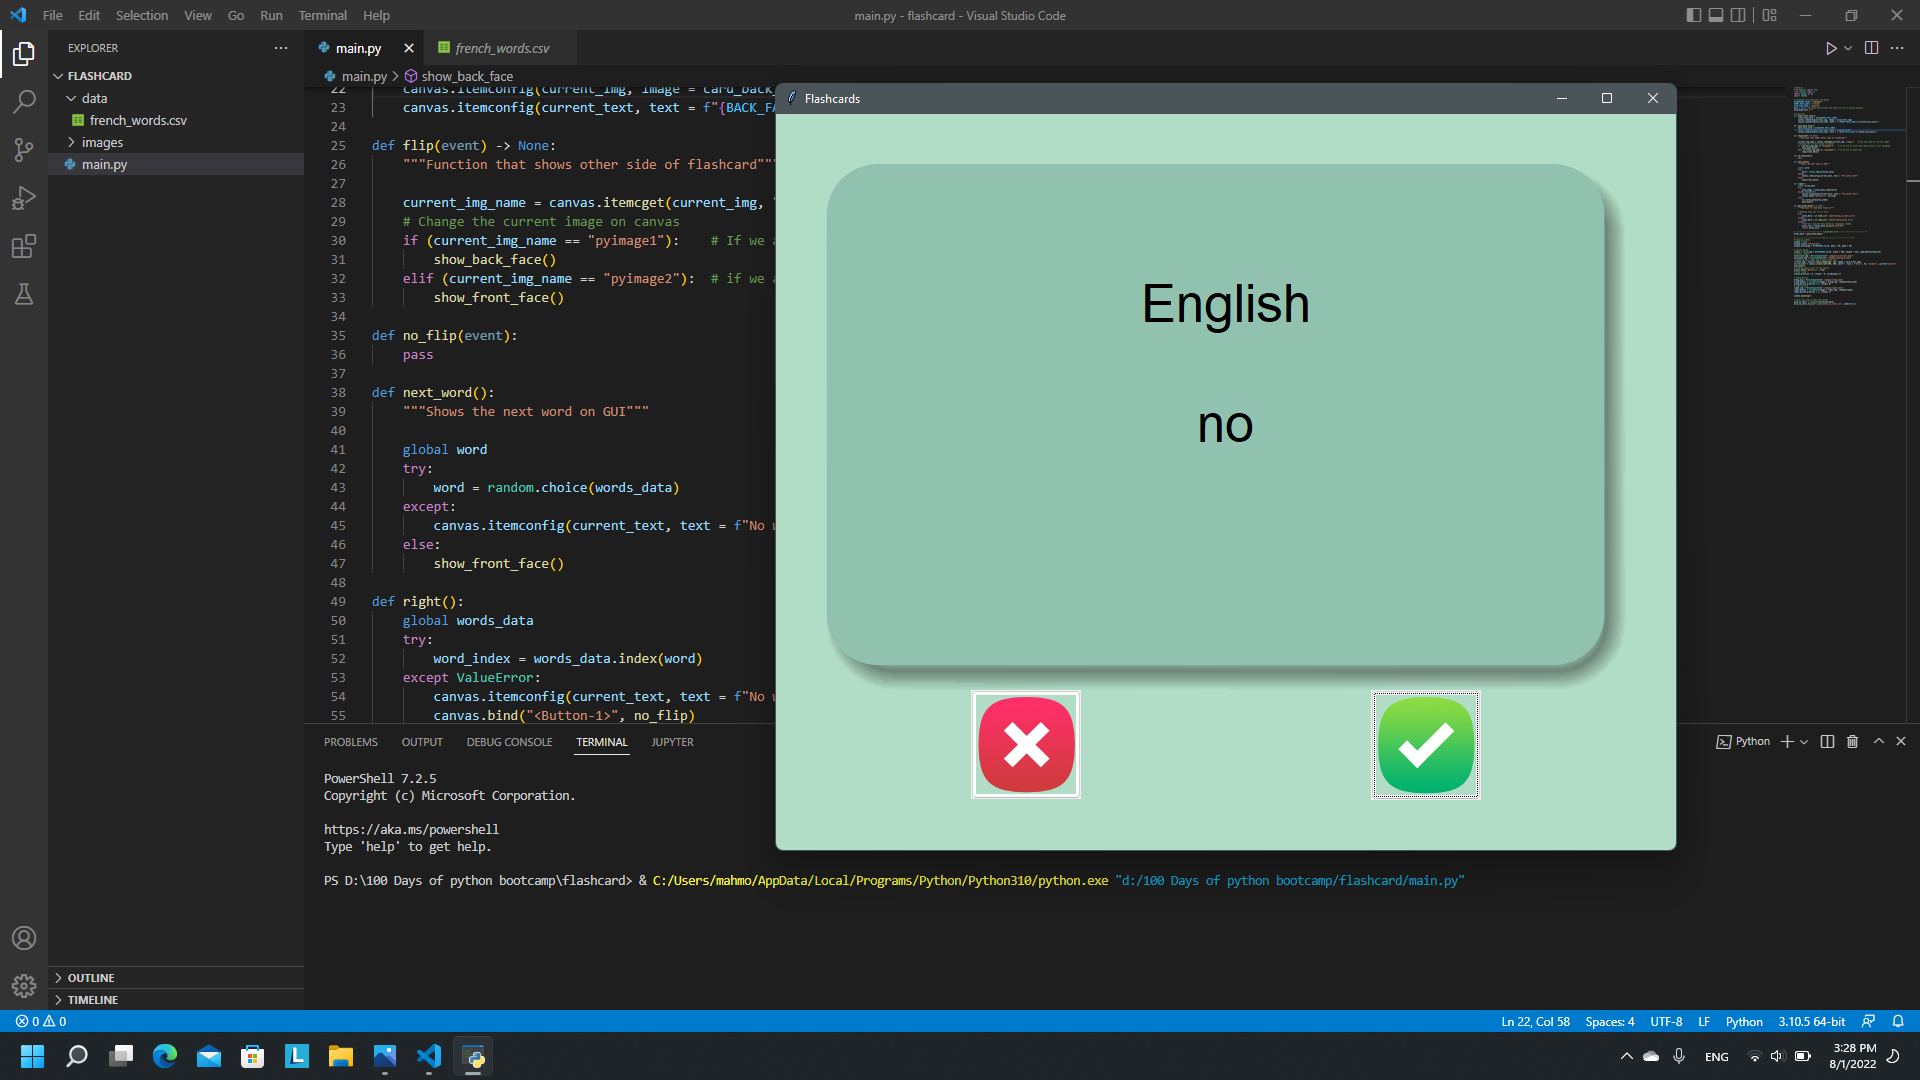 File Edit Selection View Go Run Terminal Help
main.py - flashcard - Visual Studio Code
EXPLORER
FLASHCARD
data
french_words.csv
images
main.py
OUTLINE
TIMELINE
main.py
french_words.csv
main.py > show_back_face
22 canvas.itemconfig(current_img, image = card_back_
23 canvas.itemconfig(current_text, text = f"{BACK_FA
24
25 def flip(event) -> None:
26 """Function that shows other side of flashcard"""
27
28 current_img_name = canvas.itemcget(current_img, "
29 # Change the current image on canvas
30 if (current_img_name == "pyimage1"): # If we a
31 show_back_face()
32 elif (current_img_name == "pyimage2"): # if we a
33 show_front_face()
34
35 def no_flip(event):
36 pass
37
38 def next_word():
39 """Shows the next word on GUI"""
40
41 global word
42 try:
43 word = random.choice(words_data)
44 except:
45 canvas.itemconfig(current_text, text = f"No w
46 else:
47 show_front_face()
48
49 def right():
50 global words_data
51 try:
52 word_index = words_data.index(word)
53 except ValueError:
54 canvas.itemconfig(current_text, text = f"No w
55 canvas.bind("<Button-1>", no_flip)
Flashcards
English
no
PROBLEMS OUTPUT DEBUG CONSOLE TERMINAL JUPYTER
Python
PowerShell 7.2.5
Copyright (c) Microsoft Corporation.
https://aka.ms/powershell
Type 'help' to get help.
PS D:\100 Days of python bootcamp\flashcard> & C:/Users/mahmo/AppData/Local/Programs/Python/Python310/python.exe "d:/100 Days of python bootcamp/flashcard/main.py"
0 0
Ln 22, Col 58 Spaces: 4 UTF-8 LF Python 3.10.5 64-bit
L
ENG
3:28 PM
8/1/2022